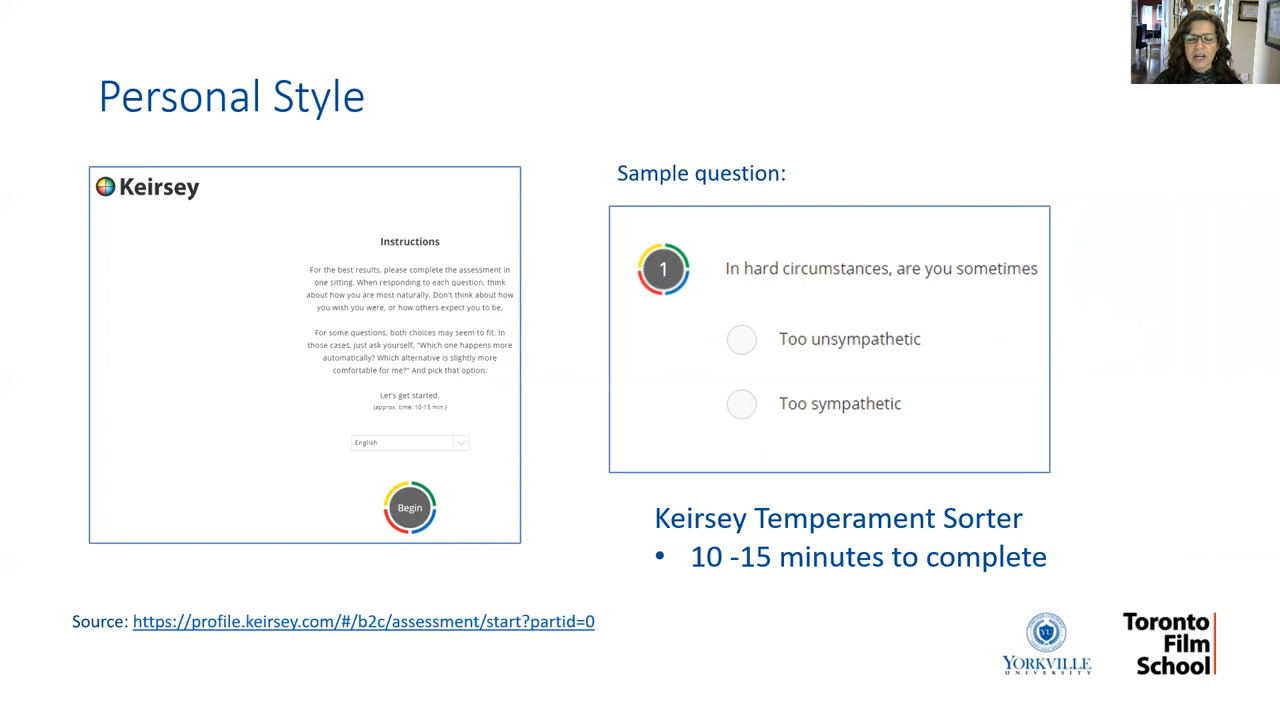 Personal Style
Keirsey
Instructions
For the best results, please complete the assessment in
one sitting. When responding to each question, think
about how you are most naturally. Don't think about how
you wish you were, or how others expect you to be.
For some questions, both choices may seem to fit. In
those cases, just ask yourself, "Which one happens more
automatically? Which alternative is slightly more
comfortable for me?" And pick that option.
Let's get started.
(approx. time: 10-15 min.)
English
Begin
Sample question:
1
In hard circumstances, are you sometimes
Too unsympathetic
Too sympathetic
Keirsey Temperament Sorter
• 10 -15 minutes to complete
Source: https://profile.keirsey.com/#/b2c/assessment/start?partid=0
YU
YORKVILLE
UNIVERSITY
Toronto
Film
School